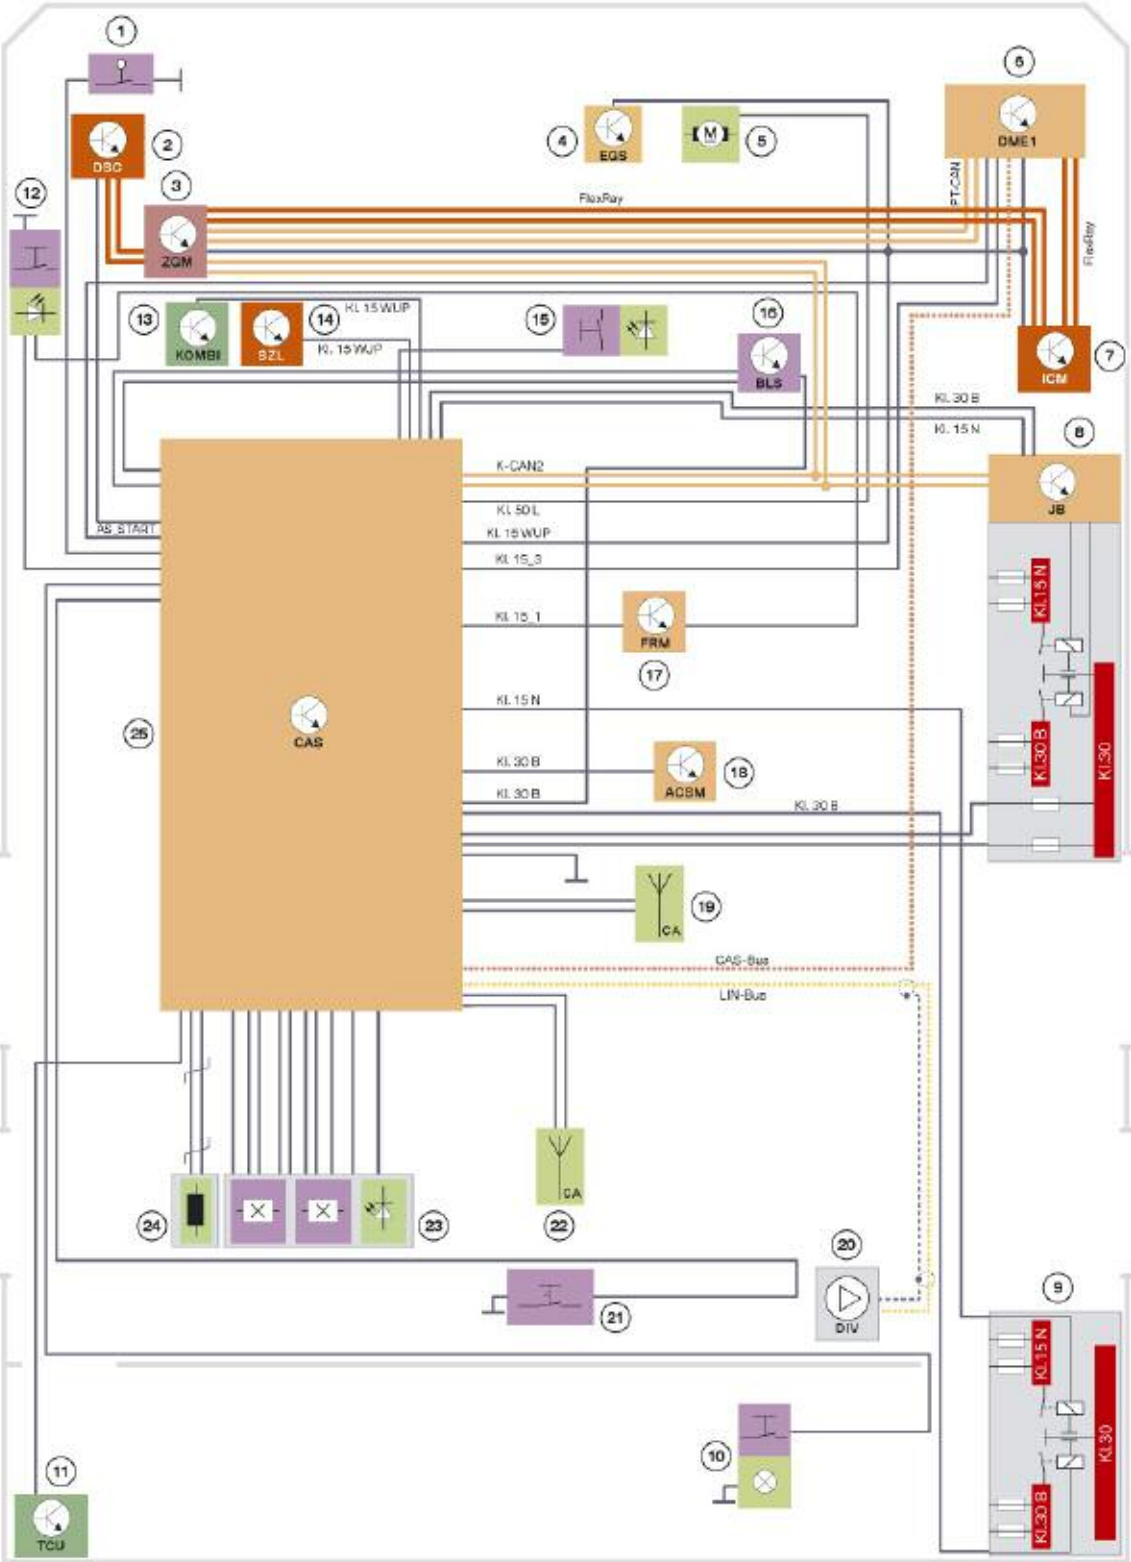 1
6
DSC
2
4
EGS
M
5
DME1
3
12
FlexRay
PT-CAN
FlexRay
ZGM
13
Kl. 15 WUP
14
15
16
KOMBI
SZL
Kl. 15 WUP
BLS
ICM
7
Kl. 30 B
Kl. 15 N
8
K-CAN2
JB
Kl. 50 L
AS_START
Kl. 15 WUP
Kl. 15_3
Kl. 15 N
Kl. 15_1
FRM
17
Kl. 15 N
25
CAS
Kl. 30 B
Kl. 30
Kl. 30 B
ACSM
18
Kl. 30 B
Kl. 30 B
CA
19
CAS-Bus
LIN-Bus
CA
24
23
22
20
DIV
21
9
Kl. 15 N
Kl. 30
Kl. 30 B
10
11
TCU